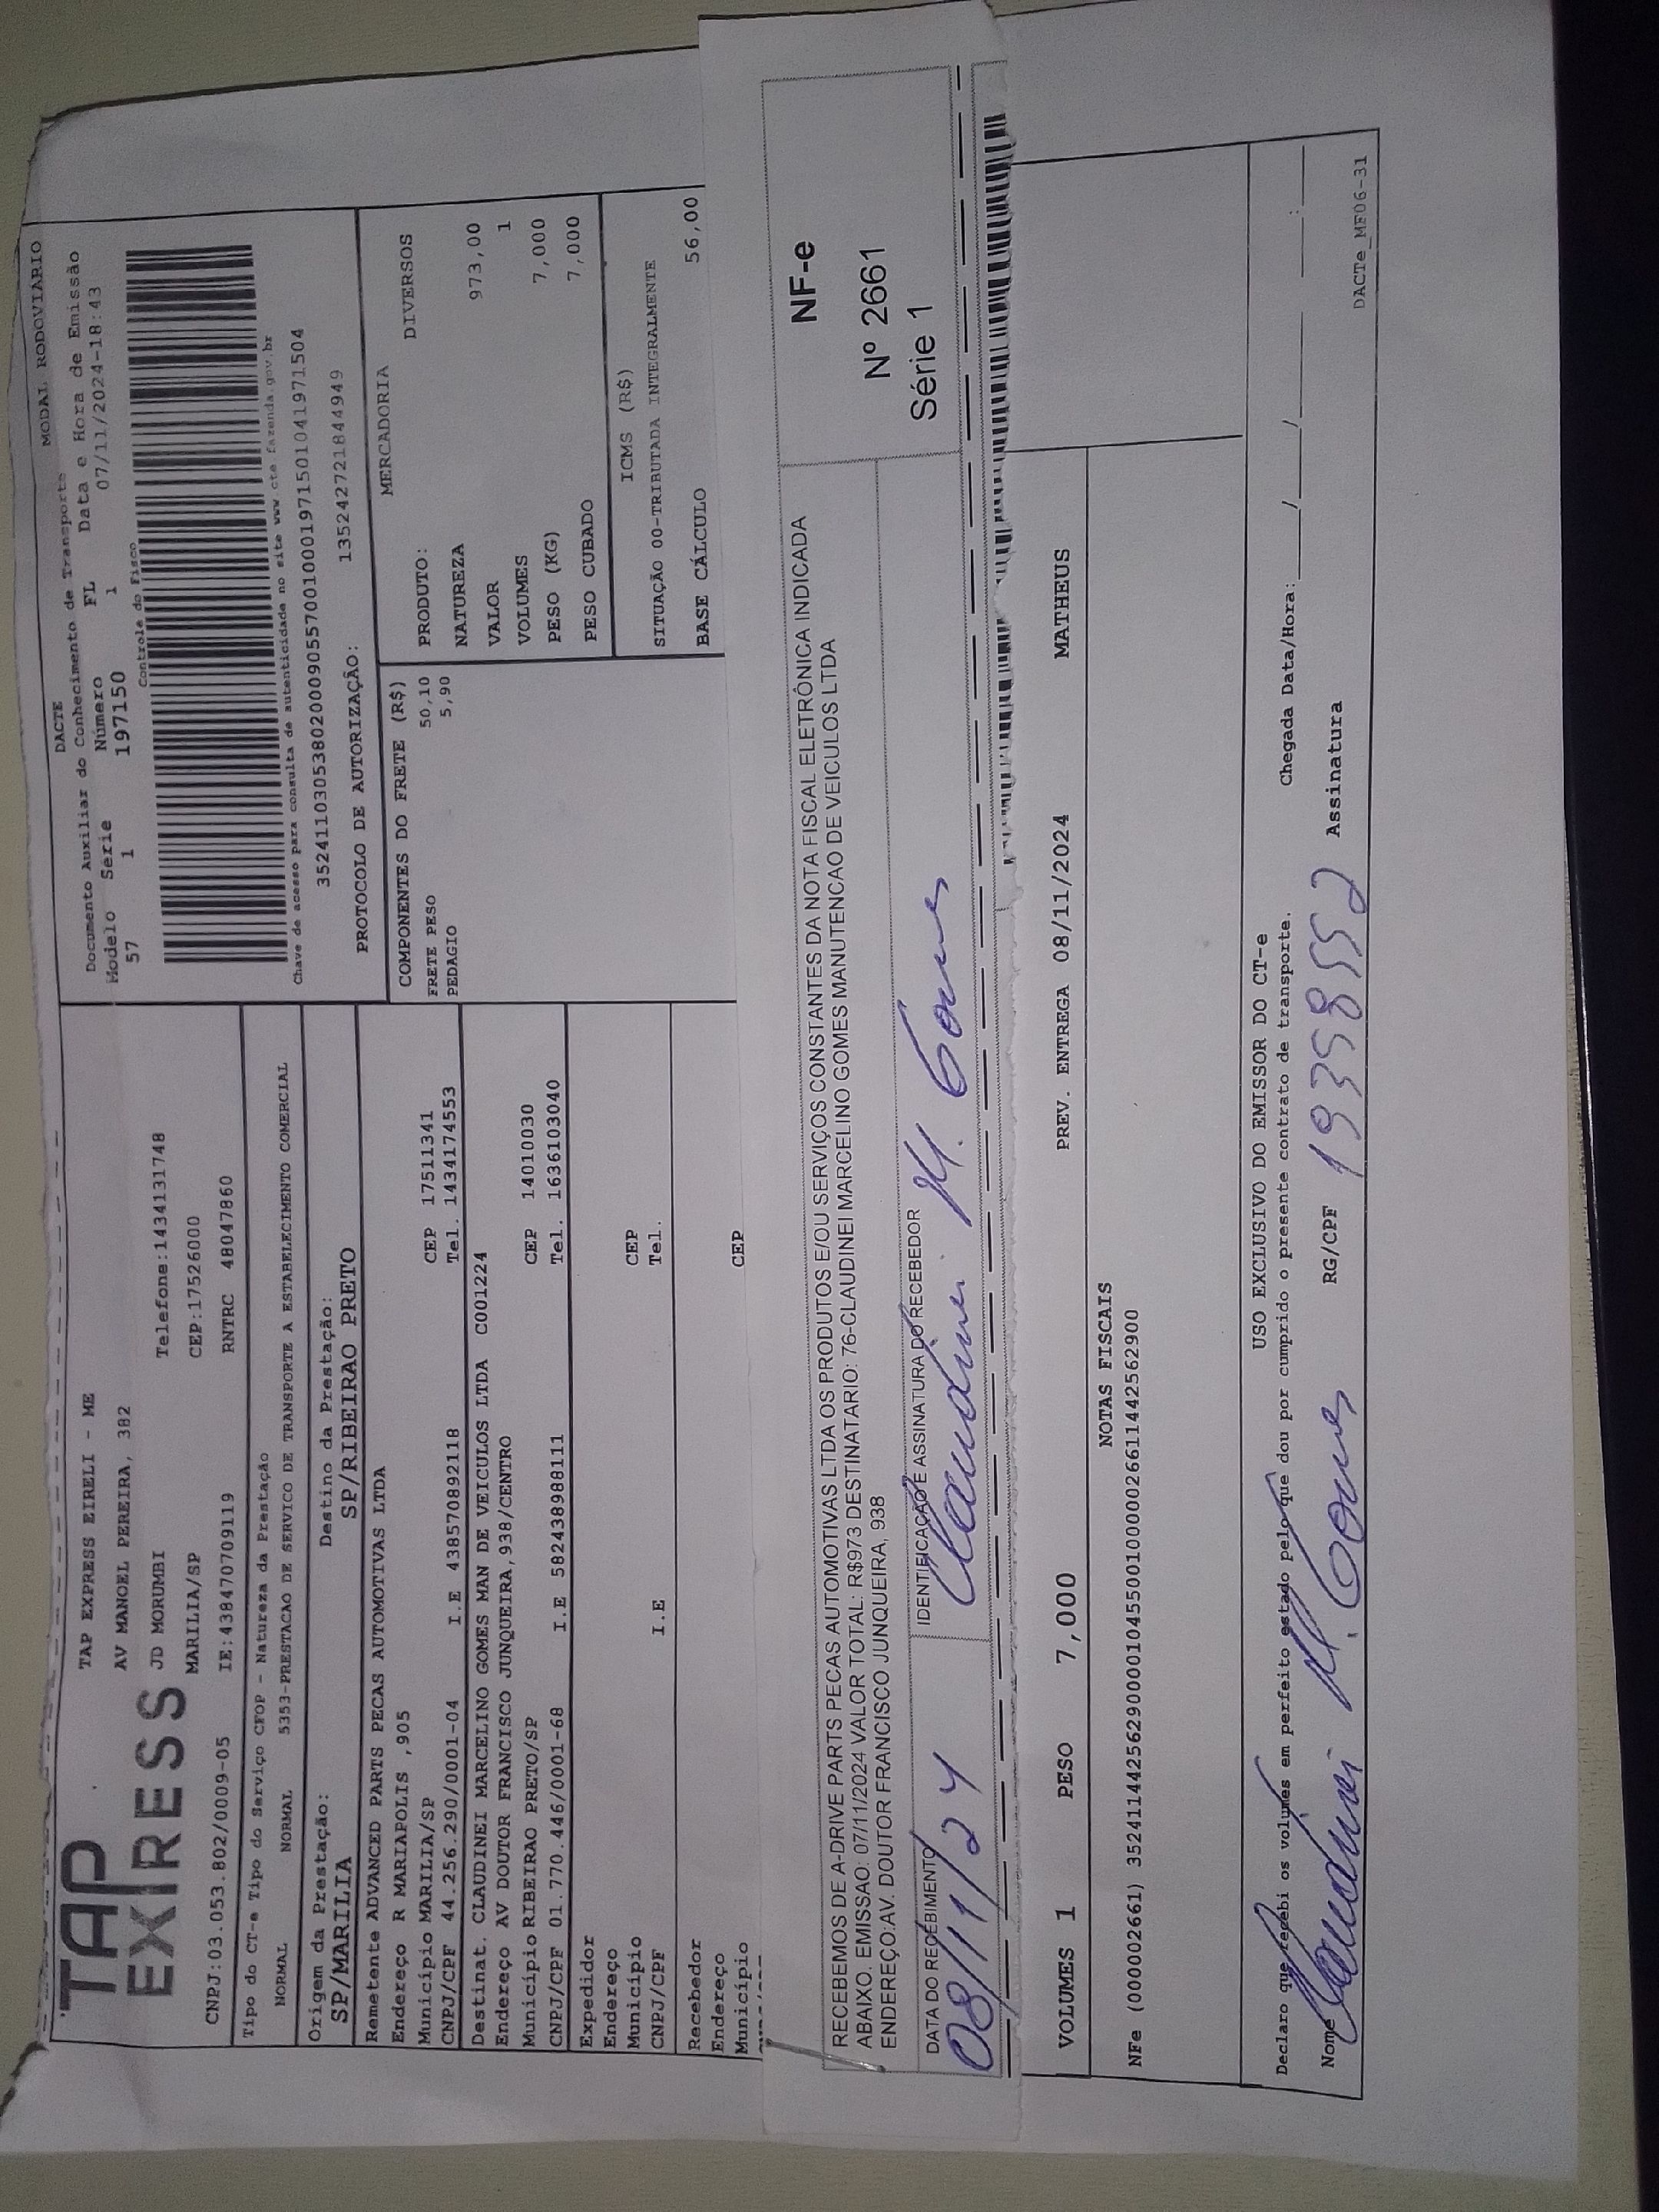 TAP
EXPRESS
TAP EXPRESS EIRELI - ME
AV MANOEL PEREIRA, 382
JD MORUMBI Telefone:1434131748
MARILIA/SP CEP:17526000
CNPJ:03.053.802/0009-05 IE:438470709119 RNTRC 48047860
DACTE MODAL RODOVIARIO
Documento Auxiliar do Conhecimento de Transporte
Modelo Série Número FL Data e Hora de Emissão
57 1 197150 1 07/11/2024-18:43
Controle do Fisco
Chave de acesso para consulta de autenticidade no site www cte fazenda.gov.br
35241103053802000905570010001971501041971504
PROTOCOLO DE AUTORIZAÇÃO: 135242721844949
Tipo do CT-e Tipo do Serviço CFOP - Natureza da Prestação
NORMAL NORMAL 5353-PRESTACAO DE SERVICO DE TRANSPORTE A ESTABELECIMENTO COMERCIAL
Origem da Prestação: Destino da Prestação:
SP/MARILIA SP/RIBEIRAO PRETO
Remetente ADVANCED PARTS PECAS AUTOMOTIVAS LTDA
Endereço R MARIAPOLIS ,905
Município MARILIA/SP CEP 17511341
CNPJ/CPF 44.256.290/0001-04 I.E 438570892118 Tel. 1434174553
Destinat. CLAUDINEI MARCELINO GOMES MAN DE VEICULOS LTDA C001224
Endereço AV DOUTOR FRANCISCO JUNQUEIRA,938/CENTRO
Município RIBEIRAO PRETO/SP CEP 14010030
CNPJ/CPF 01.770.446/0001-68 I.E 582438988111 Tel. 1636103040
Expedidor
Endereço
Município CEP
CNPJ/CPF I.E Tel.
Recebedor
Endereço
Município CEP
COMPONENTES DO FRETE (R$)
FRETE PESO 50,10
PEDAGIO 5,90
MERCADORIA
PRODUTO: DIVERSOS
NATUREZA
VALOR 973,00
VOLUMES 1
PESO (KG) 7,000
PESO CUBADO 7,000
ICMS (R$)
SITUAÇÃO 00-TRIBUTADA INTEGRALMENTE
BASE CÁLCULO 56,00
RECEBEMOS DE A-DRIVE PARTS PECAS AUTOMOTIVAS LTDA OS PRODUTOS E/OU SERVIÇOS CONSTANTES DA NOTA FISCAL ELETRÔNICA INDICADA
ABAIXO. EMISSAO: 07/11/2024 VALOR TOTAL: R$973 DESTINATARIO: 76-CLAUDINEI MARCELINO GOMES MANUTENCAO DE VEICULOS LTDA
ENDEREÇO:AV. DOUTOR FRANCISCO JUNQUEIRA, 938
DATA DO RECEBIMENTO IDENTIFICAÇÃO E ASSINATURA DO RECEBEDOR
08/11/24 Claudinei M. Gomes
NF-e
Nº 2661
Série 1
VOLUMES 1 PESO 7,000 PREV. ENTREGA 08/11/2024 MATHEUS
NOTAS FISCAIS
NFe (000002661) 35241144256290000104550010000026611442562900
USO EXCLUSIVO DO EMISSOR DO CT-e
Declaro que recebi os volumes em perfeito estado pelo que dou por cumprido o presente contrato de transporte. Chegada Data/Hora:____/____/____ ____:____
Nome Claudinei M. Gomes RG/CPF 19398552 Assinatura
DACTe_MF06-31